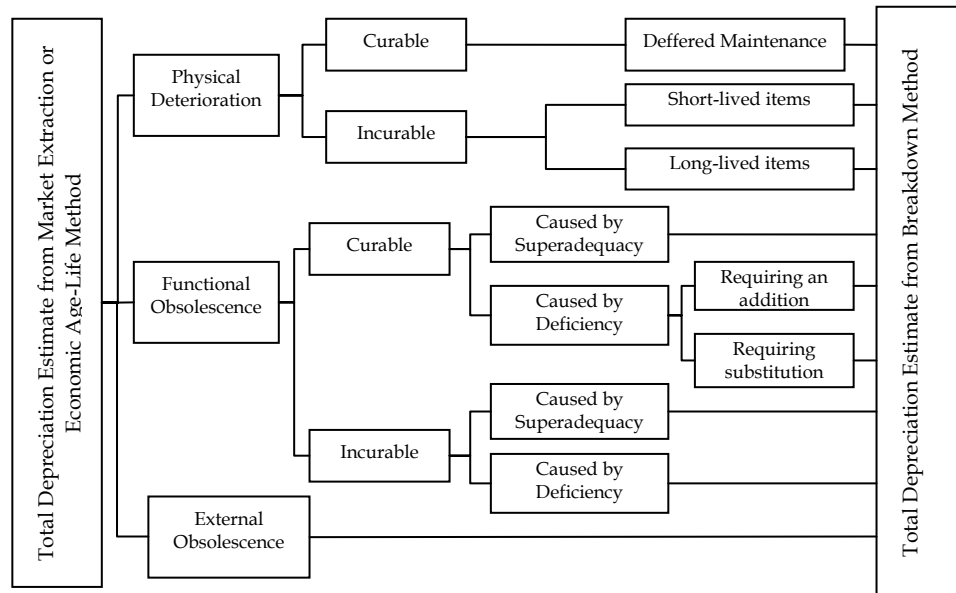 Total Depreciation Estimate from Market Extraction or
Economic Age-Life Method
Physical
Deterioration
Curable
Deffered Maintenance
Incurable
Short-lived items
Long-lived items
Functional
Obsolescence
Curable
Caused by
Superadequacy
Caused by
Deficiency
Requiring an
addition
Requiring
substitution
Incurable
Caused by
Superadequacy
Caused by
Deficiency
External
Obsolescence
Total Depreciation Estimate from Breakdown Method